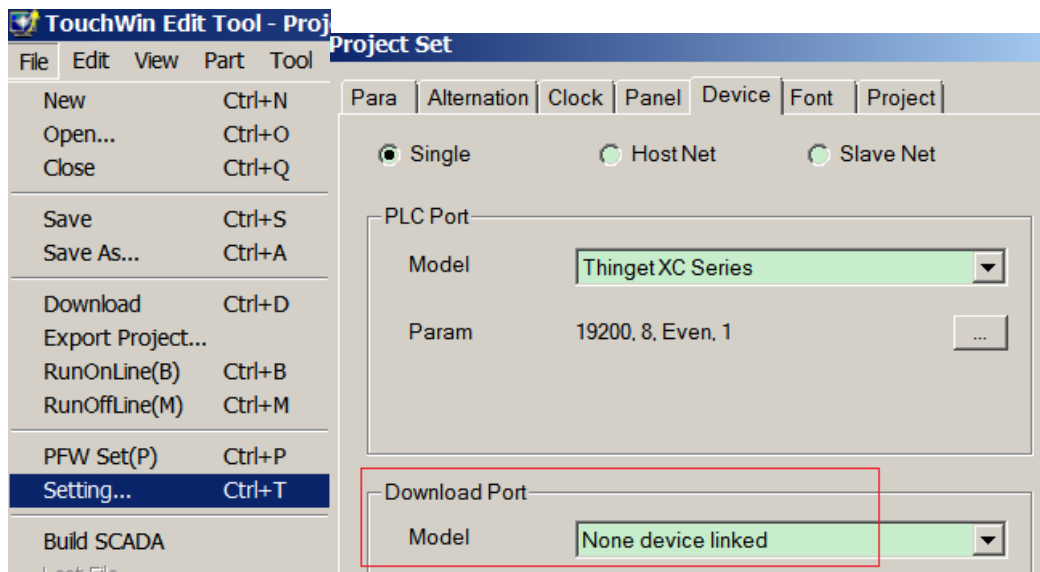 TouchWin Edit Tool - Proj
File Edit View Part Tool
New Ctrl+N
Open... Ctrl+O
Close Ctrl+Q
Save Ctrl+S
Save As... Ctrl+A
Download Ctrl+D
Export Project...
RunOnLine(B) Ctrl+B
RunOffLine(M) Ctrl+M
PFW Set(P) Ctrl+P
Setting... Ctrl+T
Build SCADA
Project Set
Para Alternation Clock Panel Device Font Project
Single Host Net Slave Net
PLC Port
Model Thinget XC Series
Param 19200, 8, Even, 1 ...
Download Port
Model None device linked